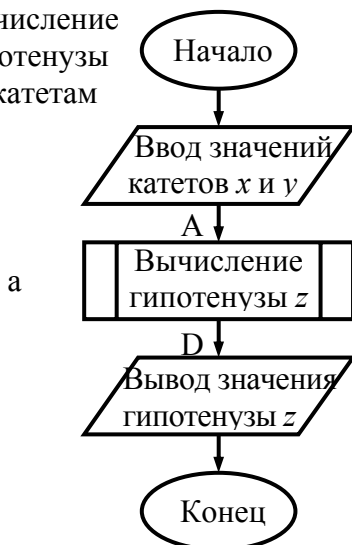 числение
потенузы
катетам
Начало
Ввод значений
катетов x и y
A
а
Вычисление
гипотенузы z
D
Вывод значения
гипотенузы z
Конец